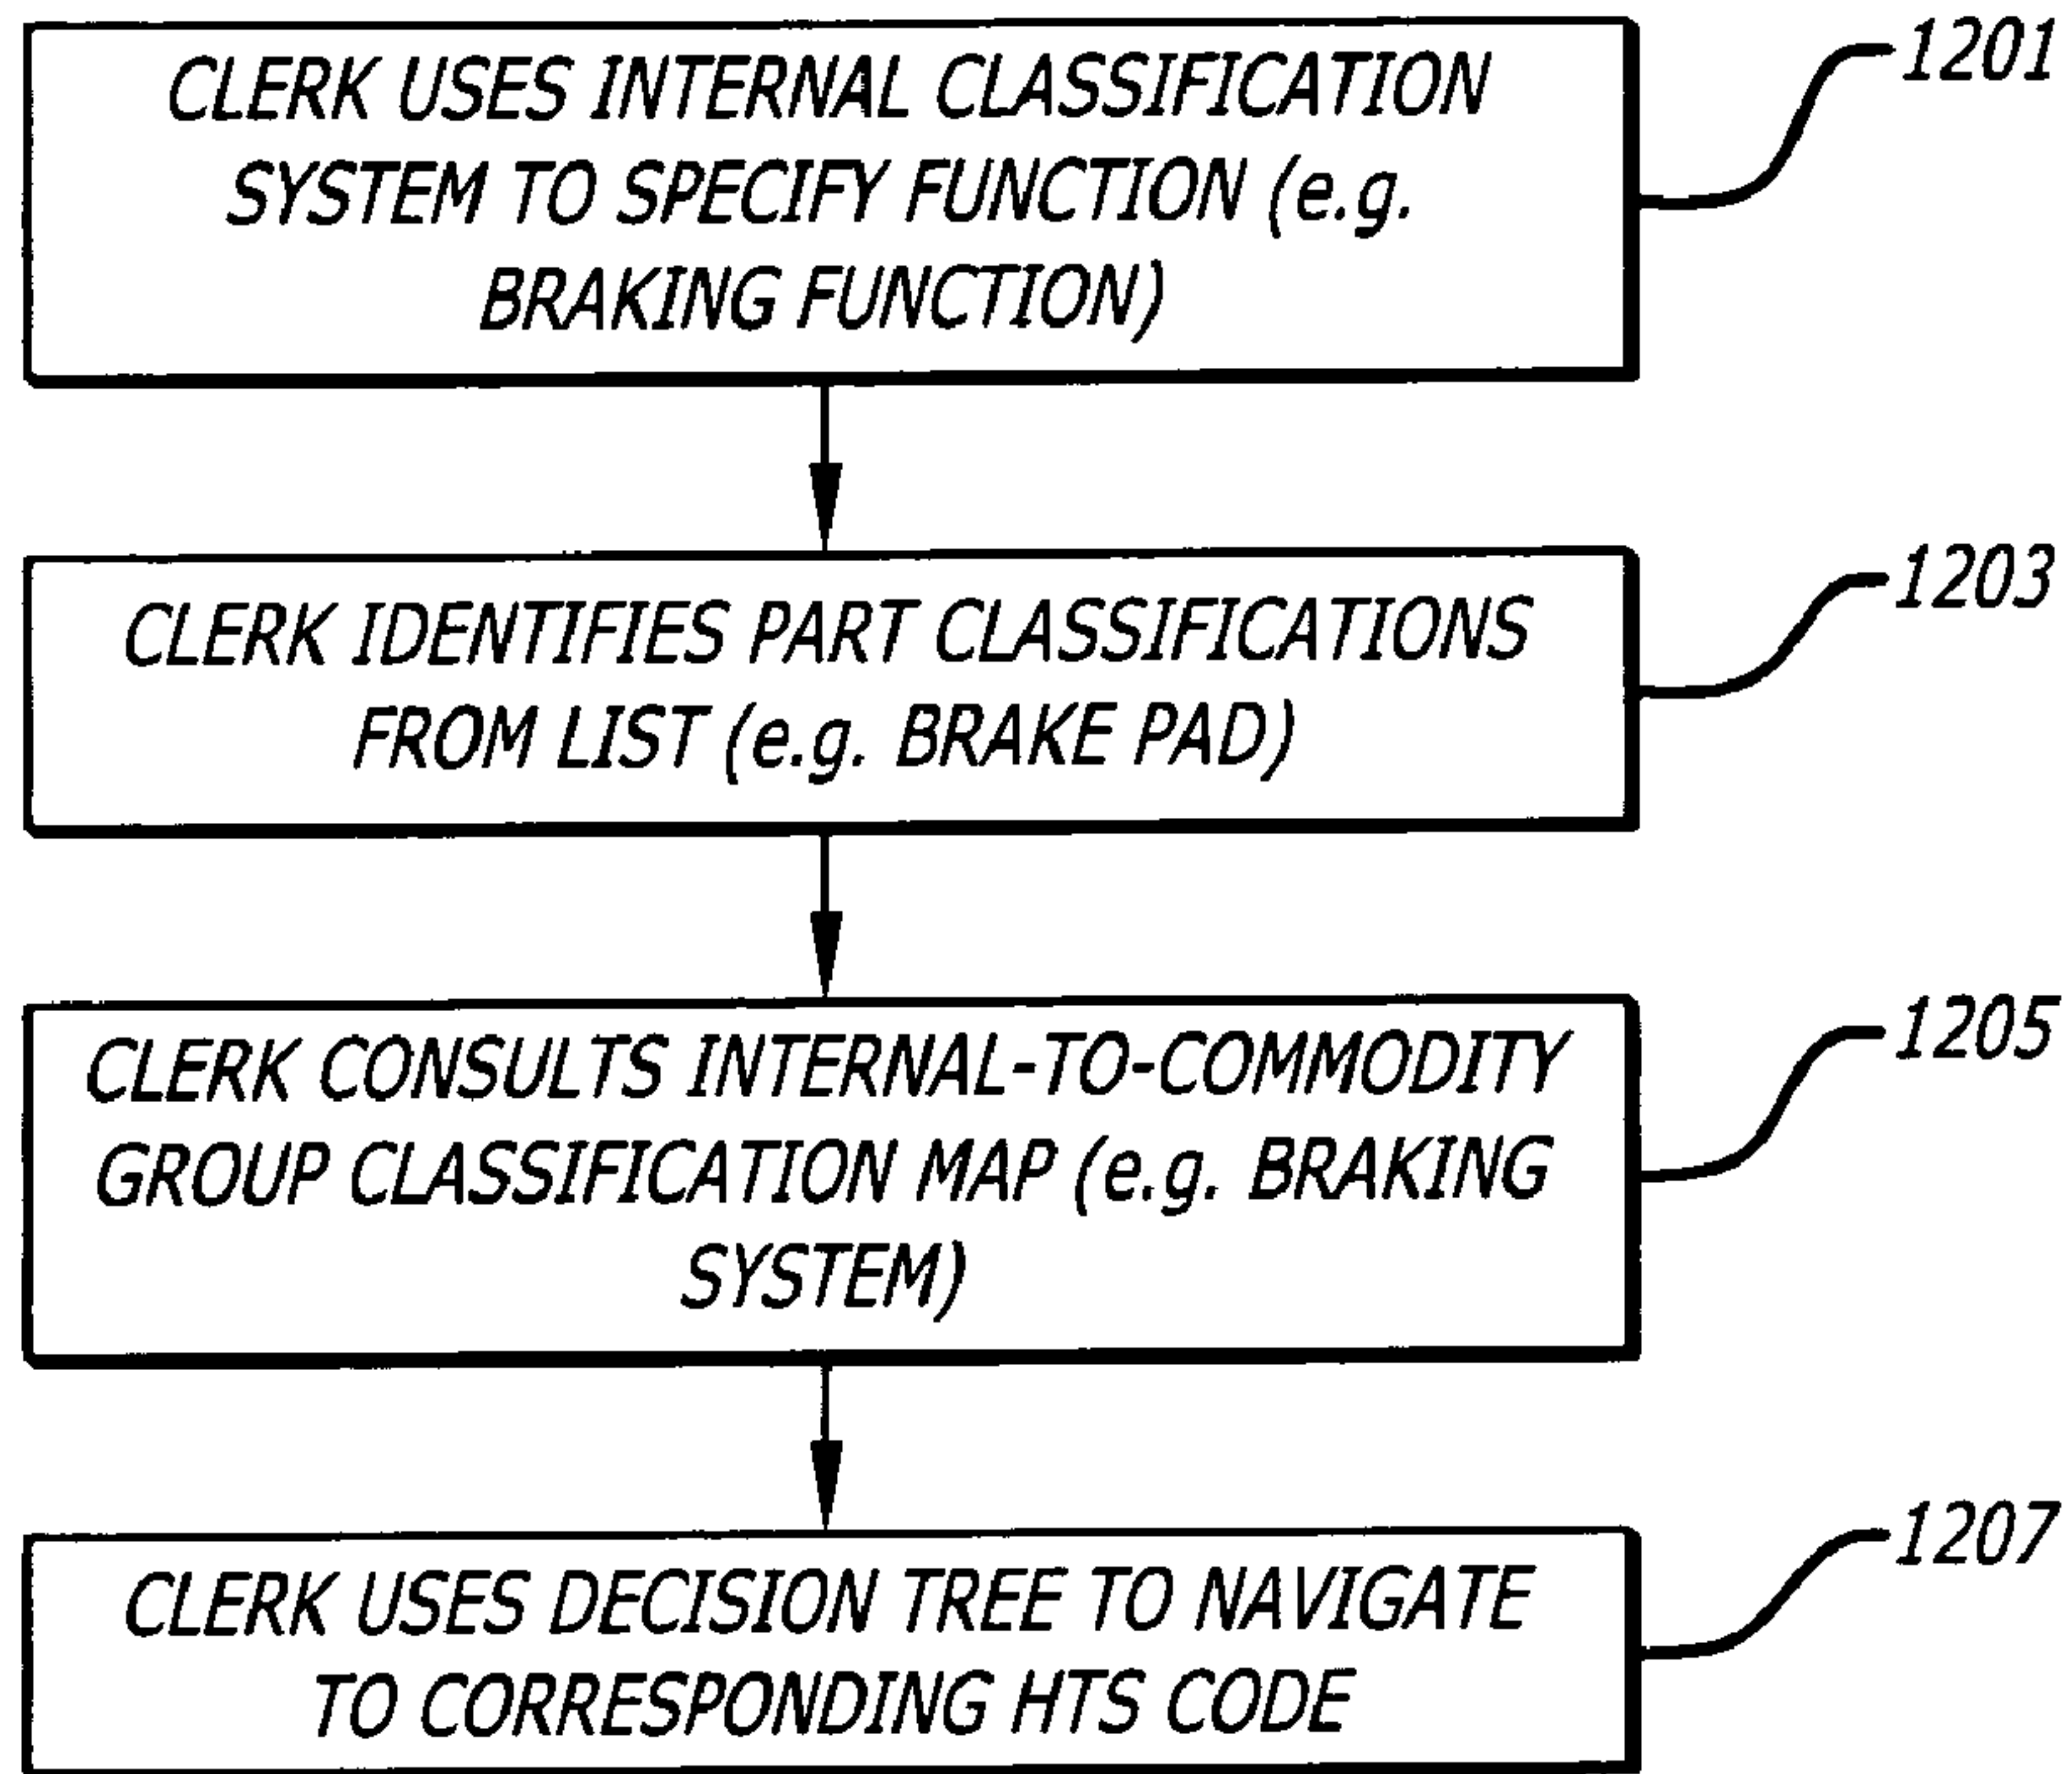 CLERK USES INTERNAL CLASSIFICATION
SYSTEM TO SPECIFY FUNCTION (e.g.
BRAKING FUNCTION)
1201
CLERK IDENTIFIES PART CLASSIFICATIONS
FROM LIST (e.g. BRAKE PAD)
1203
CLERK CONSULTS INTERNAL-TO-COMMODITY
GROUP CLASSIFICATION MAP (e.g. BRAKING
SYSTEM)
1205
CLERK USES DECISION TREE TO NAVIGATE
TO CORRESPONDING HTS CODE
1207